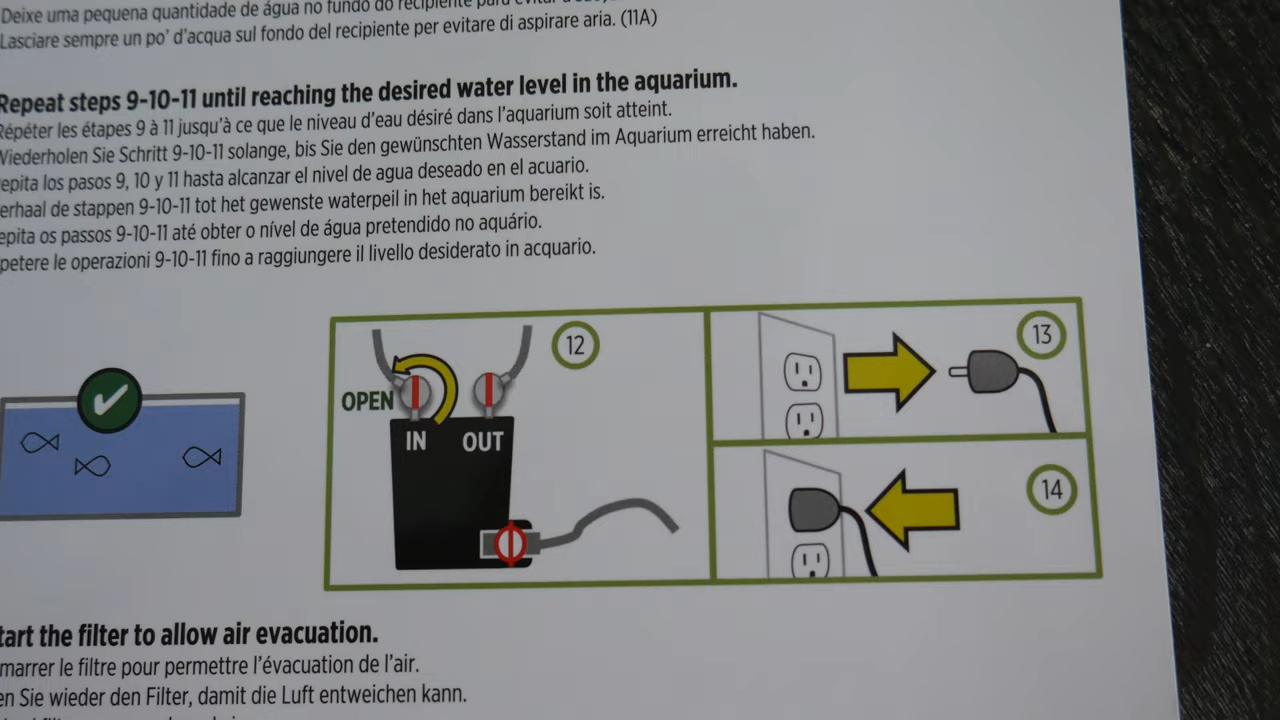 Deixe uma pequena quantidade de água no fundo do recipiente para evitar
Lasciare sempre un po' d'acqua sul fondo del recipiente per evitare di aspirare aria. (11A)
Repeat steps 9-10-11 until reaching the desired water level in the aquarium.
Répéter les étapes 9 à 11 jusqu'à ce que le niveau d'eau désiré dans l'aquarium soit atteint.
Wiederholen Sie Schritt 9-10-11 solange, bis Sie den gewünschten Wasserstand im Aquarium erreicht haben.
epita los pasos 9, 10 y 11 hasta alcanzar el nivel de agua deseado en el acuario.
erhaal de stappen 9-10-11 tot het gewenste waterpeil in het aquarium bereikt is.
epita os passos 9-10-11 até obter o nível de água pretendido no aquário.
petere le operazioni 9-10-11 fino a raggiungere il livello desiderato in acquario.
12
13
OPEN
IN OUT
14
tart the filter to allow air evacuation.
marrer le filtre pour permettre l'évacuation de l'air.
en Sie wieder den Filter, damit die Luft entweichen kann.